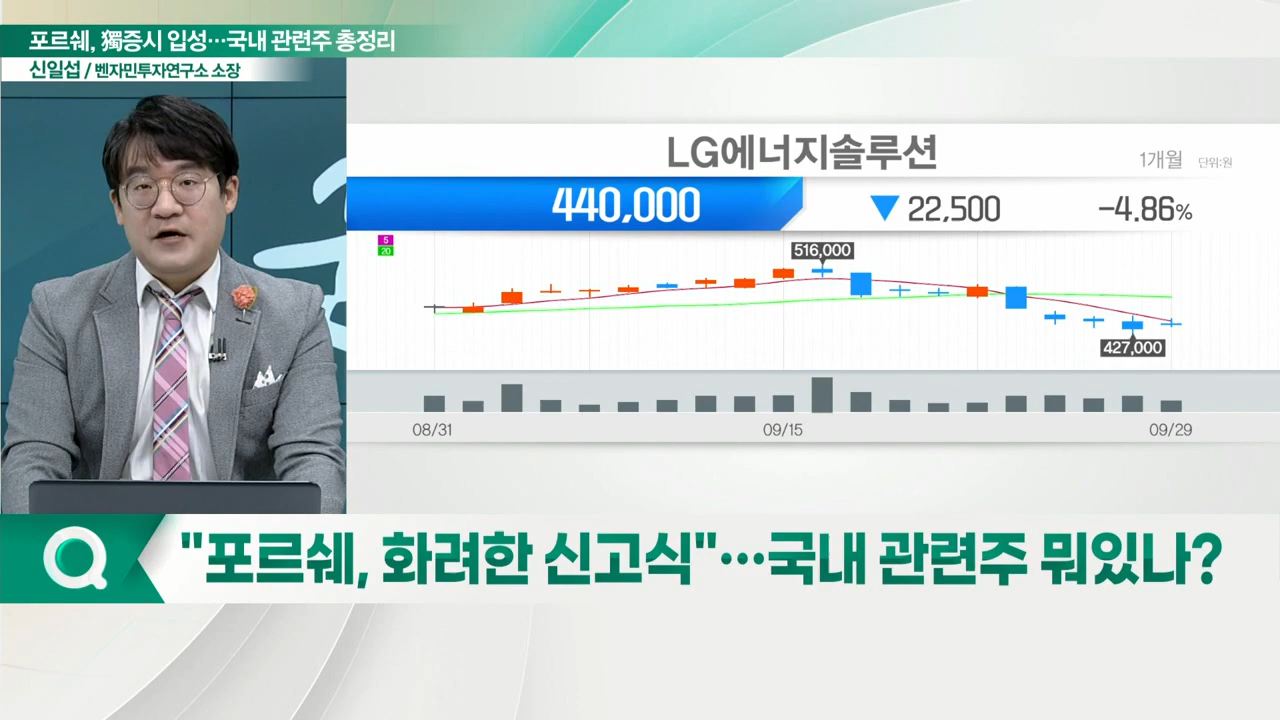 포르쉐, 獨증시 입성…국내 관련주 총정리
신일섭 / 벤자민투자연구소 소장
LG에너지솔루션
1개월 단위:원
440,000 ▼ 22,500 -4.86%
5
20
516,000
427,000
08/31 09/15 09/29
"포르쉐, 화려한 신고식"…국내 관련주 뭐있나?